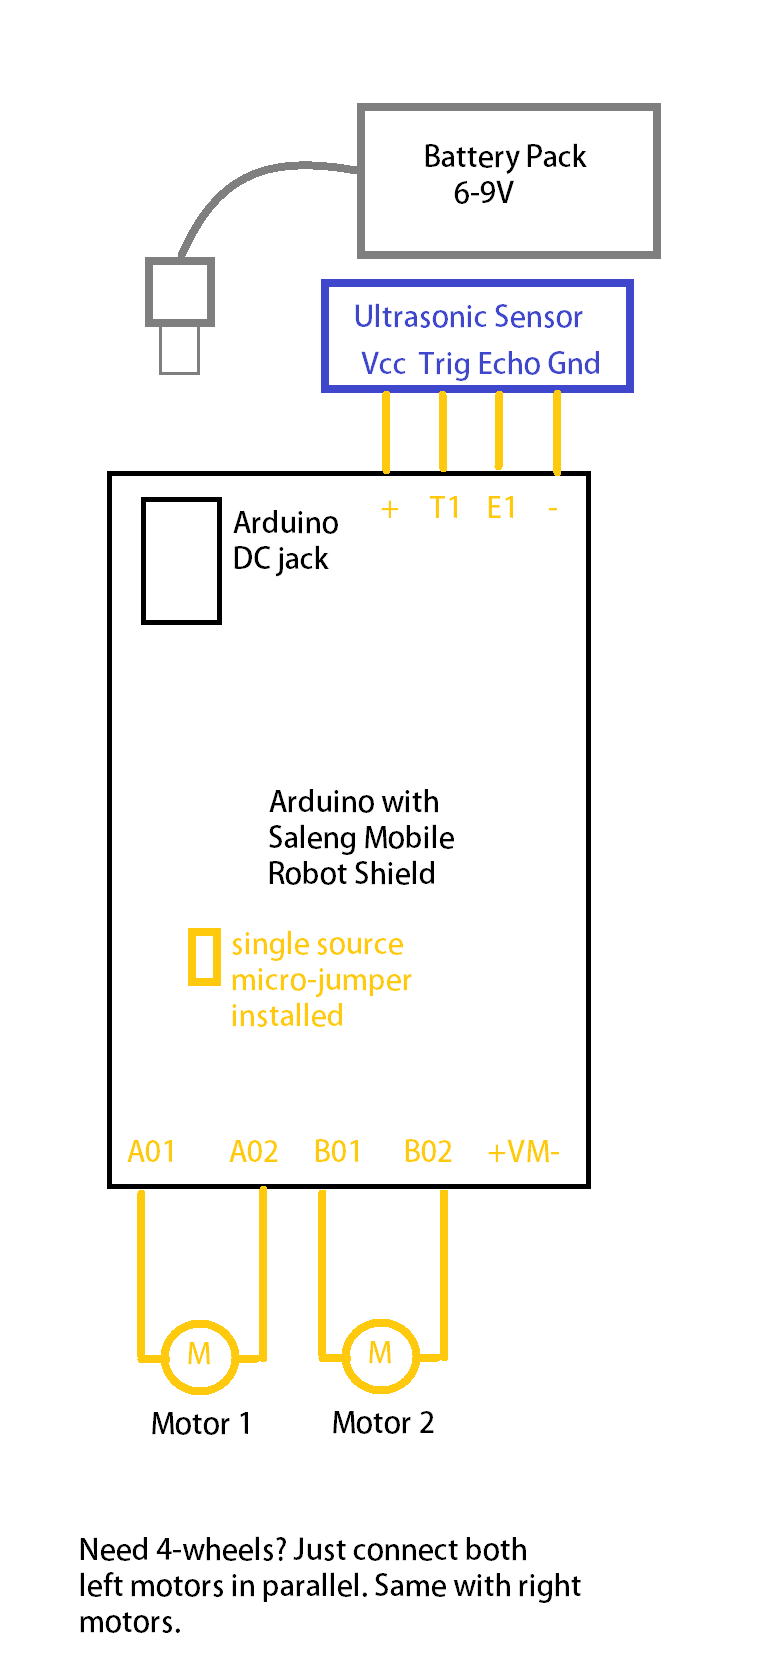 Battery Pack
6-9V
Ultrasonic Sensor
Vcc Trig Echo Gnd
+ T1 E1 -
Arduino
DC jack
Arduino with
Saleng Mobile
Robot Shield
single source
micro-jumper
installed
A01 A02 B01 B02 +VM-
M M
Motor 1 Motor 2
Need 4-wheels? Just connect both
left motors in parallel. Same with right
motors.